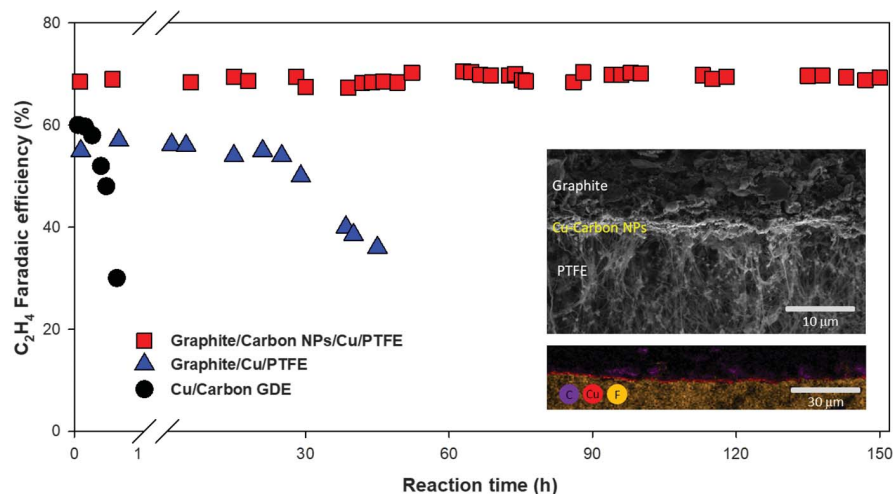 80
60
40
20
0
C₂H₄ Faradaic efficiency (%)
Graphite/Carbon NPs/Cu/PTFE
Graphite/Cu/PTFE
Cu/Carbon GDE
Graphite
Cu-Carbon NPs
PTFE
10 µm
C Cu F
30 µm
0 1 30 60 90 120 150
Reaction time (h)